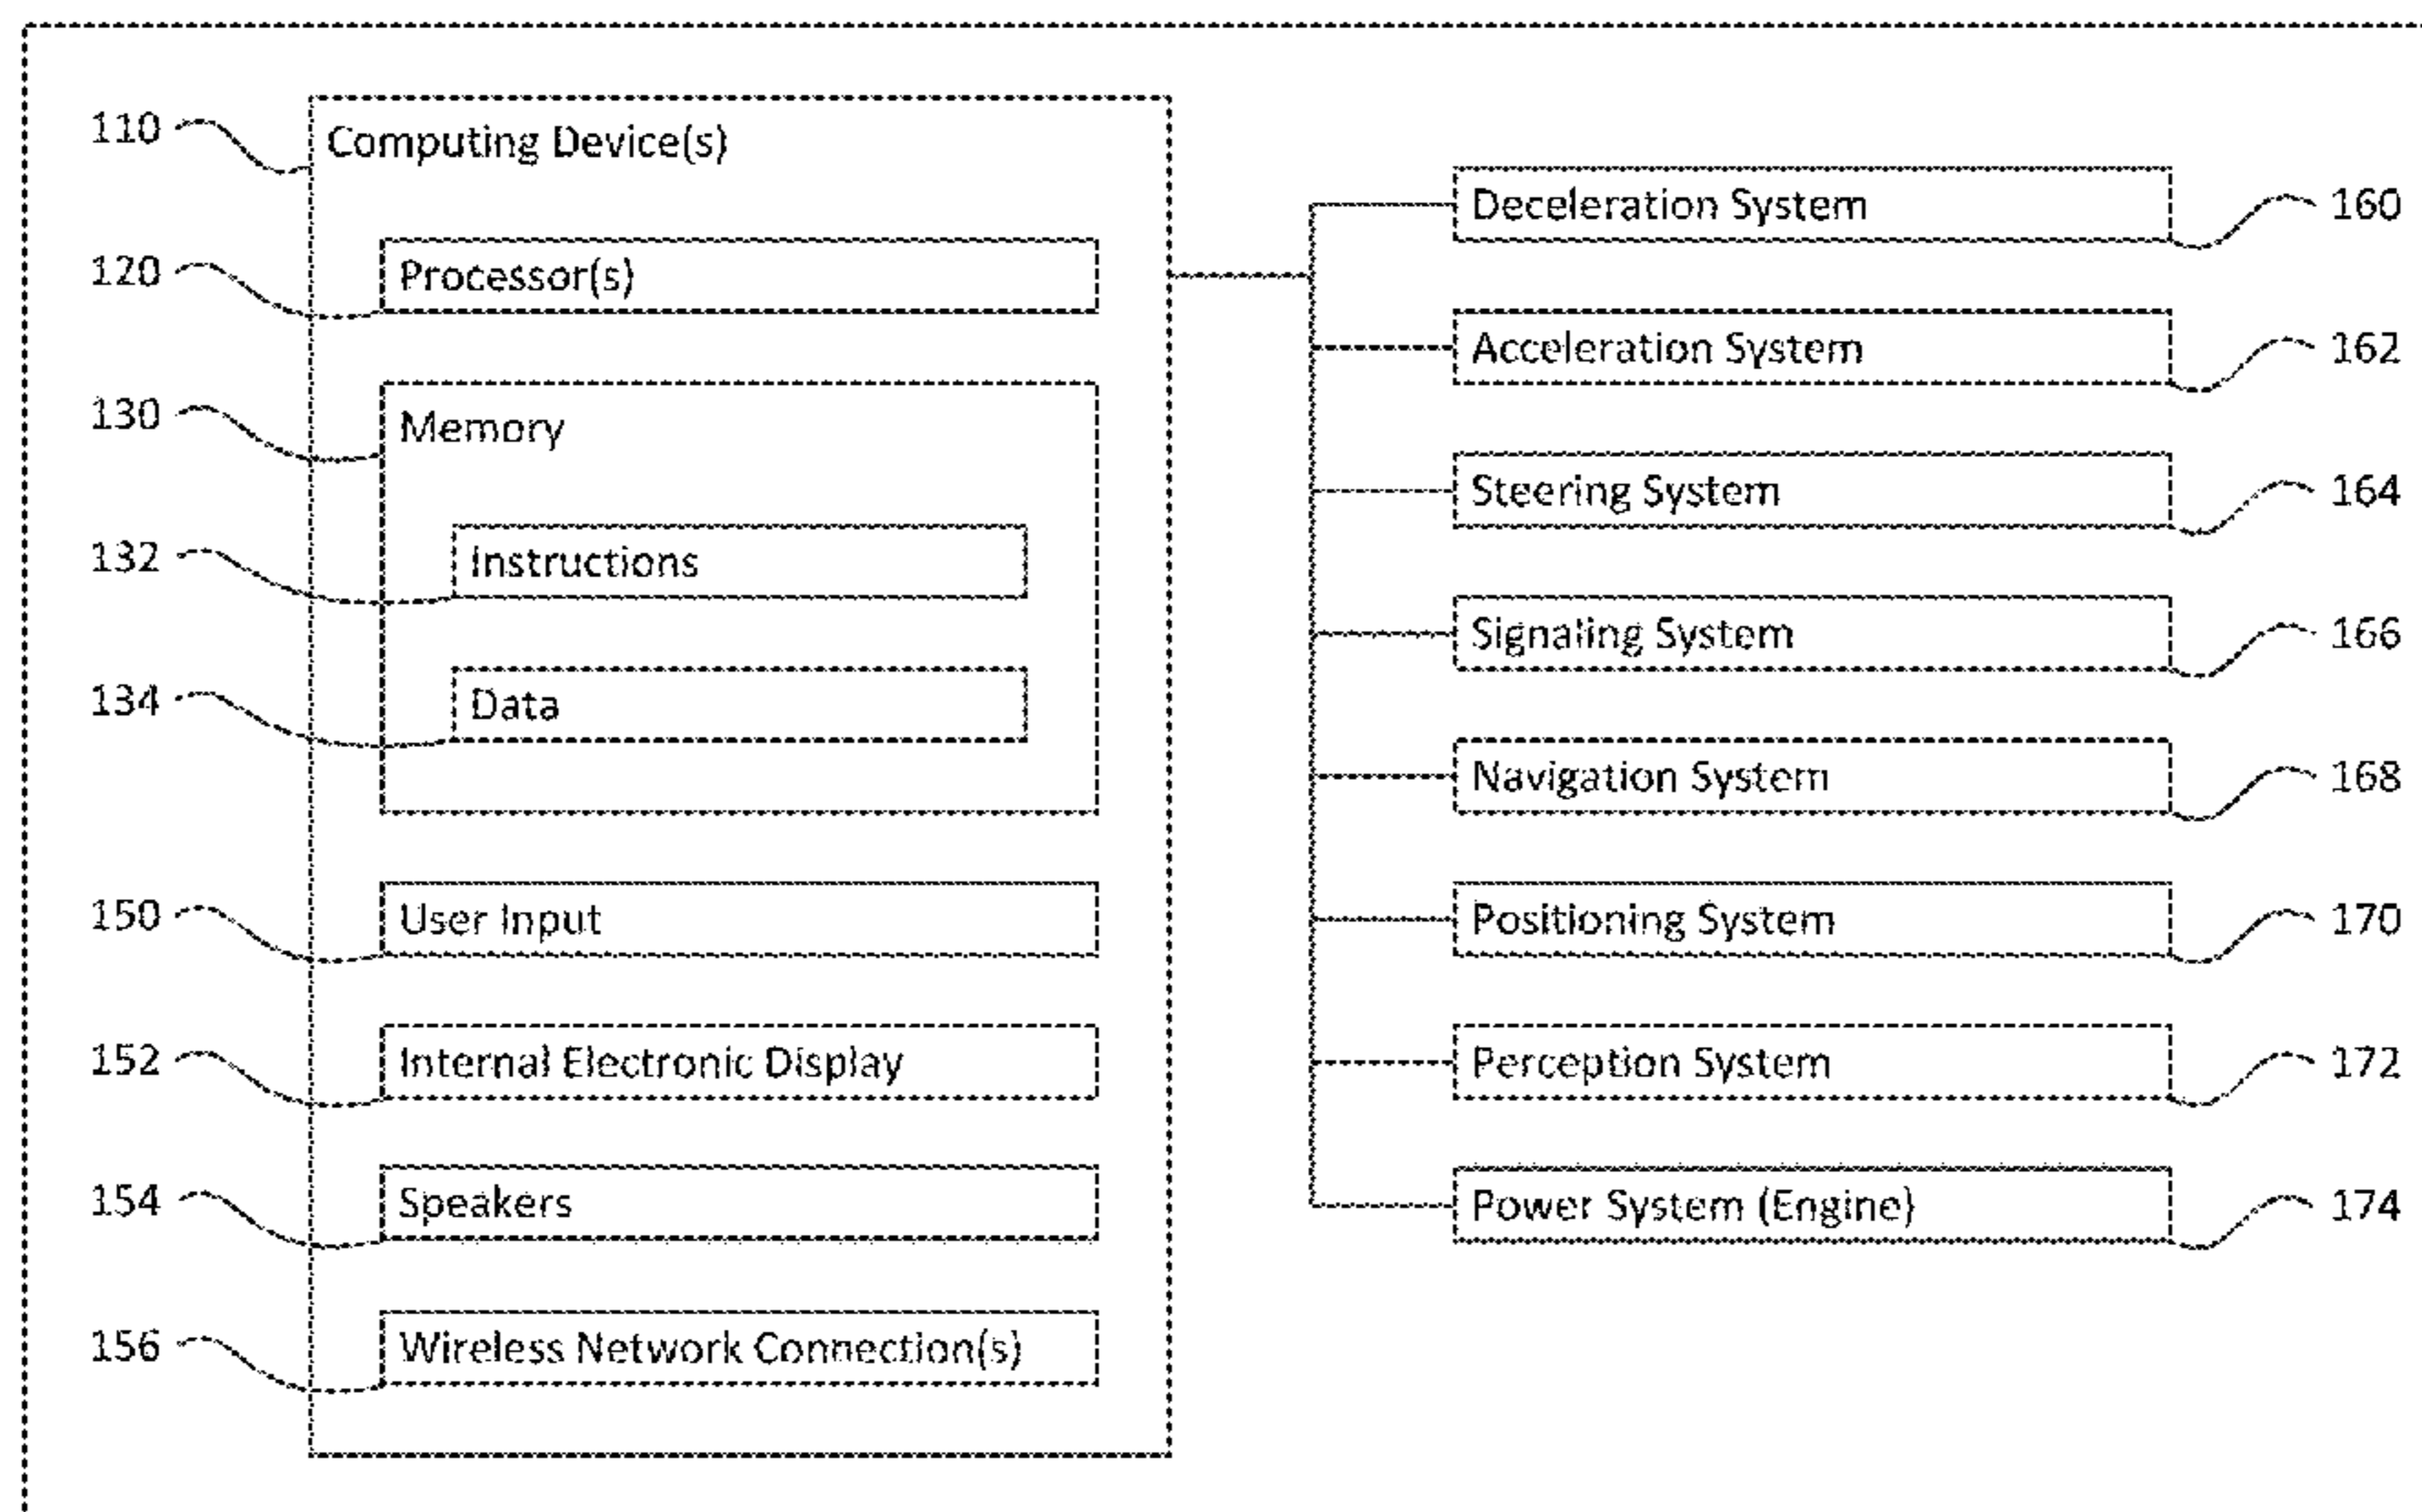 110
Computing Device(s)
120
Processor(s)
130
Memory
132
Instructions
134
Data
150
User Input
152
Internal Electronic Display
154
Speakers
156
Wireless Network Connection(s)
Deceleration System
160
Acceleration System
162
Steering System
164
Signaling System
166
Navigation System
168
Positioning System
170
Perception System
172
Power System (Engine)
174